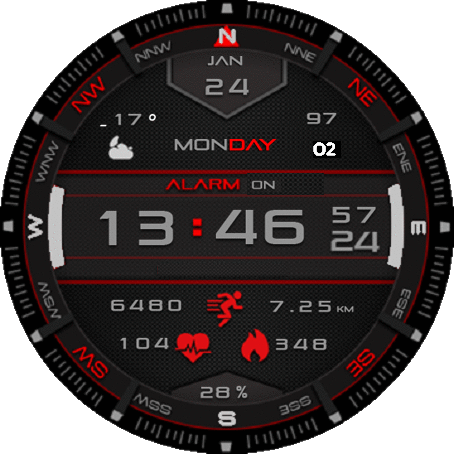 N
NNW NNE
JAN
24
NW NE
-17° 97
MONDAY O2
WNW ENE
ALARM ON
13:46 57
24
W E
6480 7.25 KM
WSW ESE
104 348
SW SE
28%
SSW SSE
S